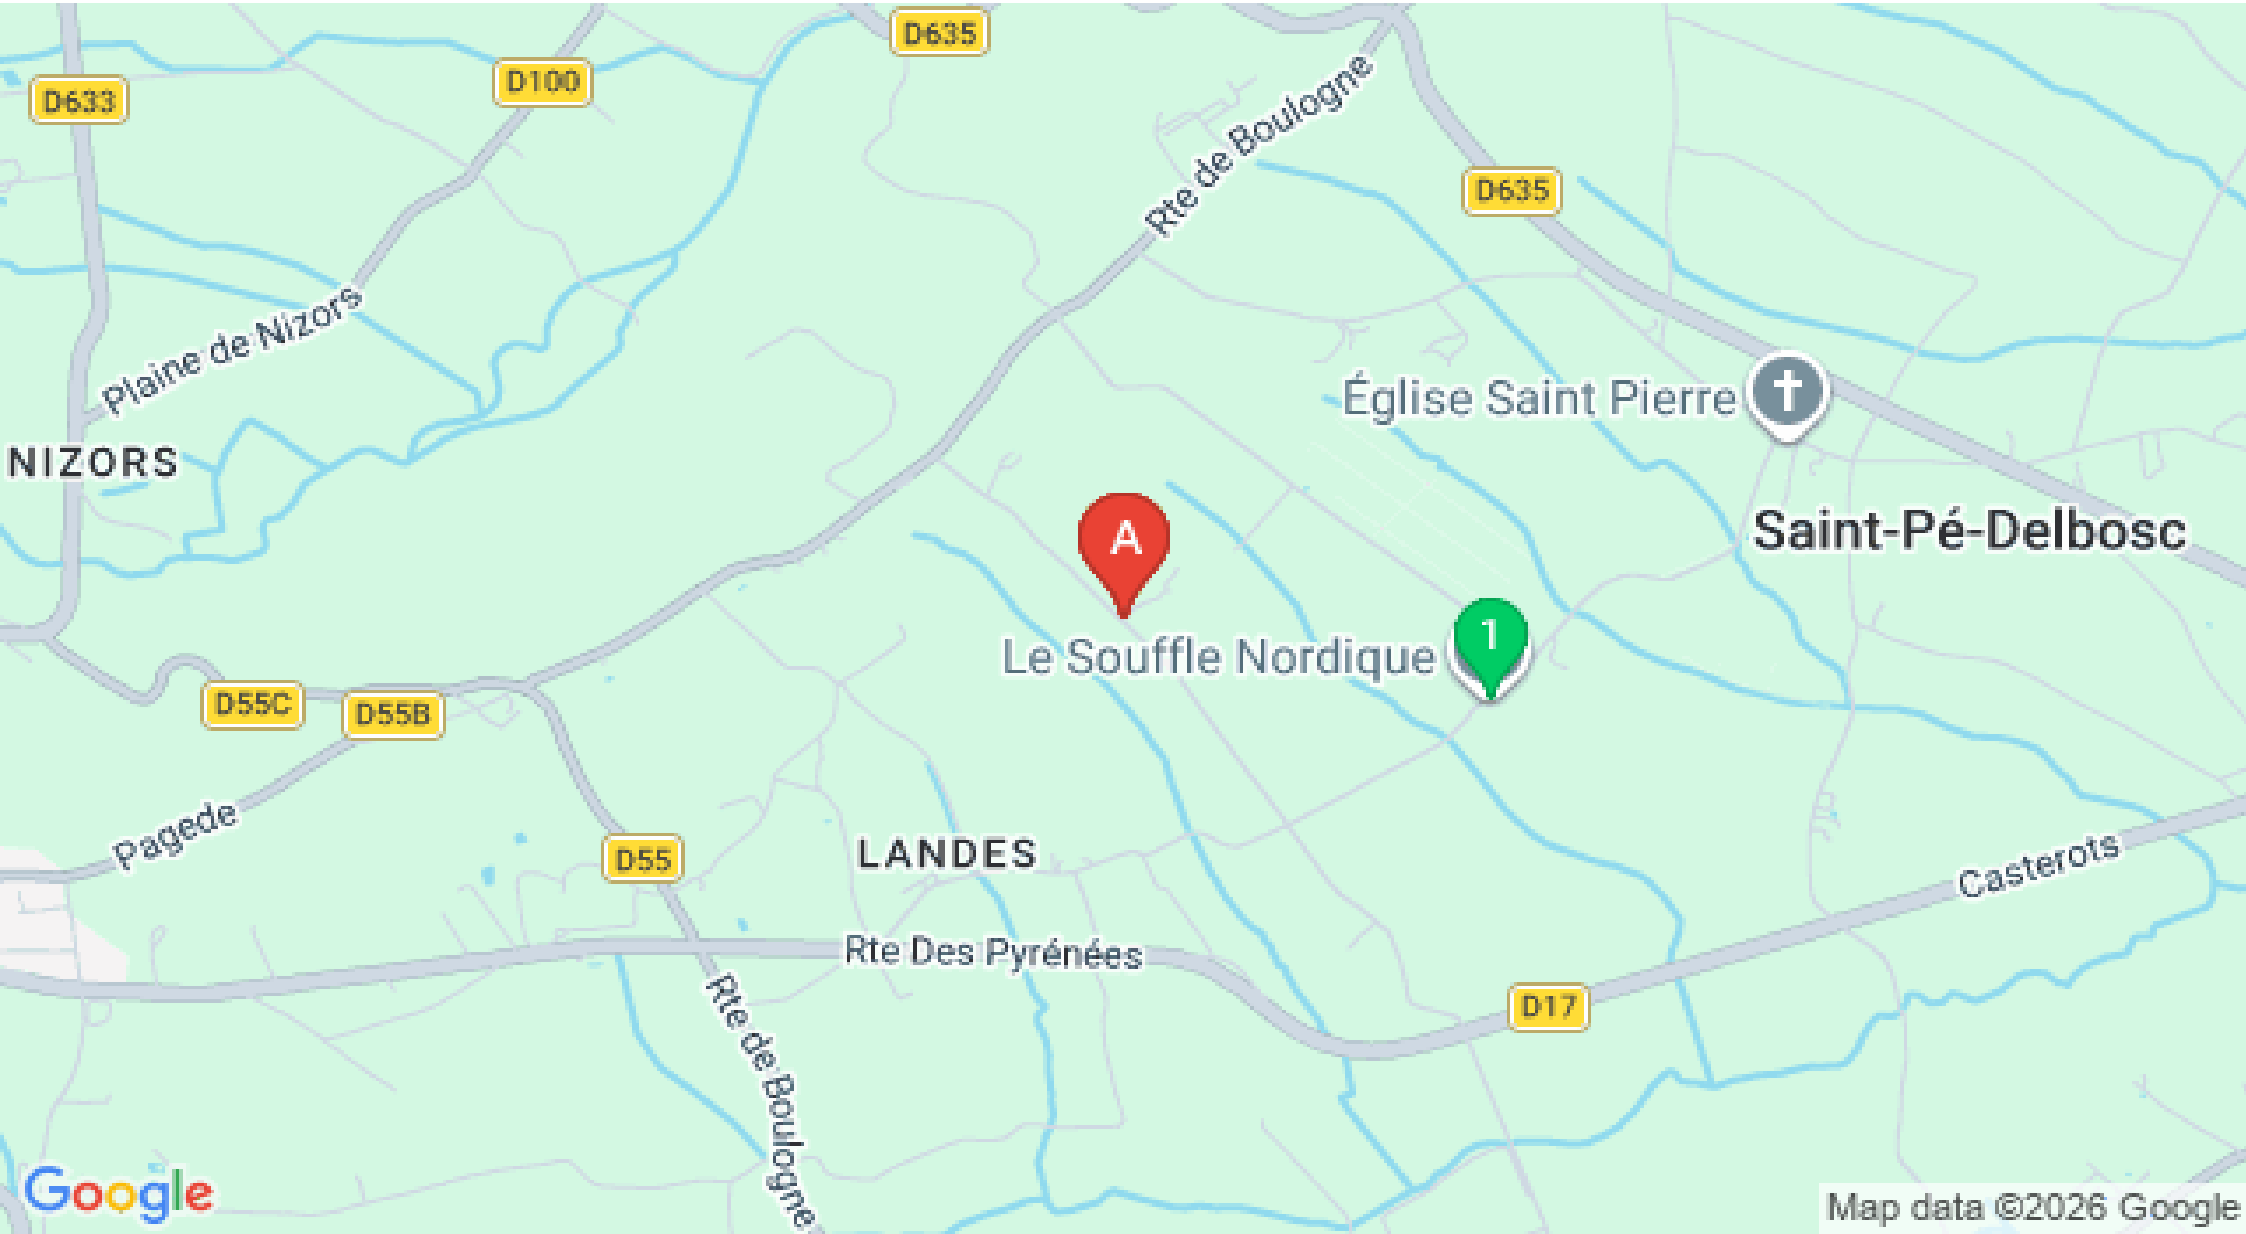 D635
D100
D633
Rte de Boulogne
D635
Plaine de Nizors
Église Saint Pierre
NIZORS
A
Saint-Pé-Delbosc
1
Le Souffle Nordique
D55C
D55B
Pagede
D55
LANDES
Casterots
Rte Des Pyrénées
D17
Rte de Boulogne
Google
Map data ©2026 Google